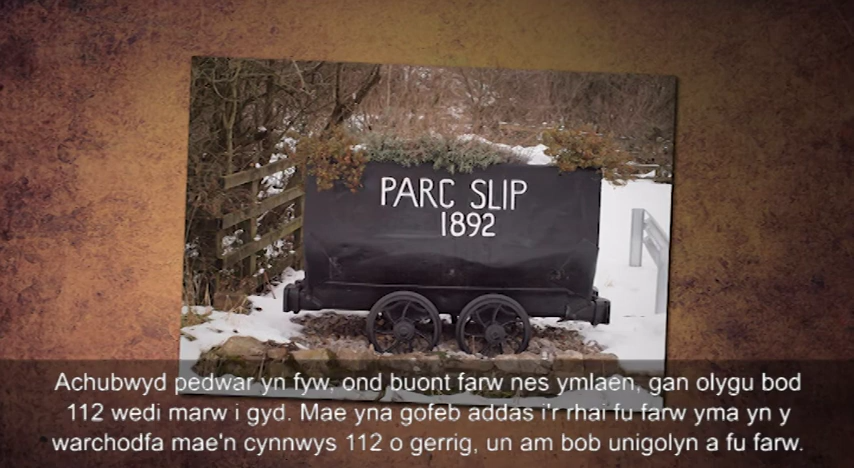 PARC SLIP
1892
Achubwyd pedwar yn fyw, ond buont farw nes ymlaen, gan olygu bod
112 wedi marw i gyd. Mae yna gofeb addas i'r rhai fu farw yma yn y
warchodfa mae'n cynnwys 112 o gerrig, un am bob unigolyn a fu farw.